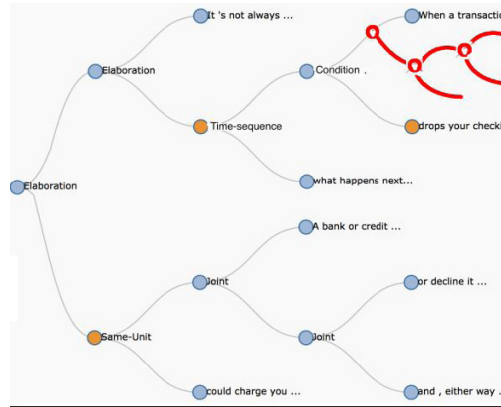 It 's not always ...
When a transactio
Elaboration
Condition .
Time-sequence
drops your checki
what happens next...
Elaboration
A bank or credit ...
Joint
or decline it ...
Same-Unit
Joint
could charge you ...
and , either way .